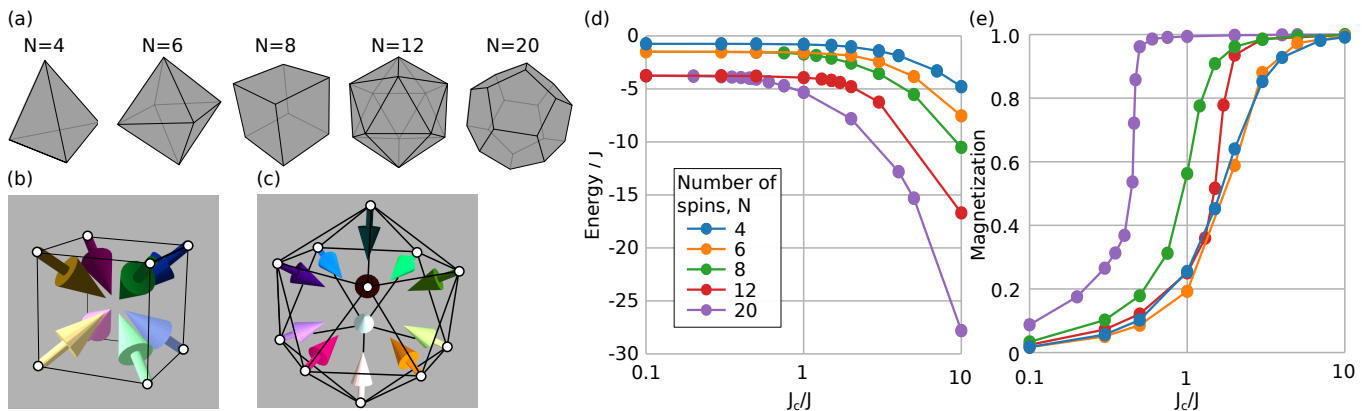 (a)
N=4 N=6 N=8 N=12 N=20
(b)
(c)
(d)
Energy / J
0
-5
-10
-15
-20
-25
-30
0.1 1 10
J_c/J
Number of
spins, N
4
6
8
12
20
(e)
Magnetization
1.0
0.8
0.6
0.4
0.2
0
0.1 1 10
J_c/J